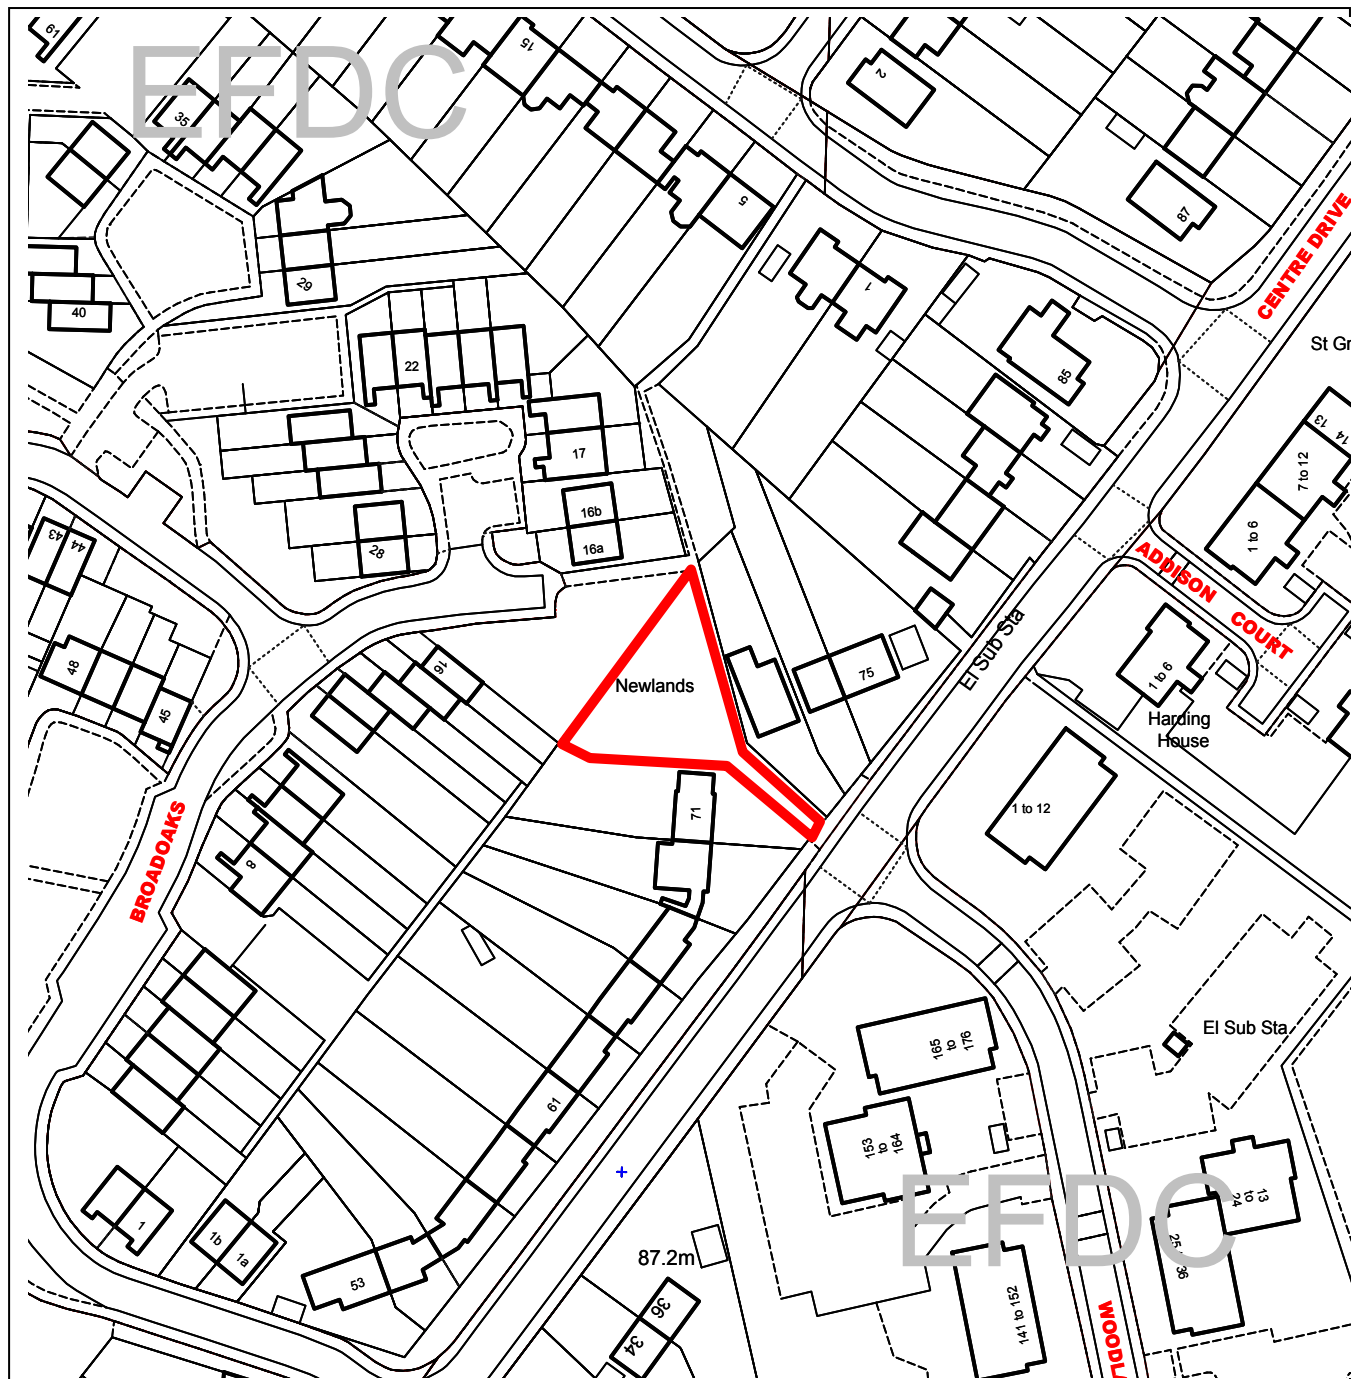 61
EFDC
15
2
35
5
87
CENTRE DRIVE
29
1
40
St Gr
22
85
13
14
17
7 to 12
16b
1 to 6
43
44
28
16a
ADDISON COURT
El Sub Sta
48
16
Newlands
75
1 to 6
45
Harding
House
71
1 to 12
BROADOAKS
8
El Sub Sta
165
to
176
61
153
to
164
EFDC
13
to
24
1
1b
1a
87.2m
25
36
53
36
34
141 to 152
WOODLA